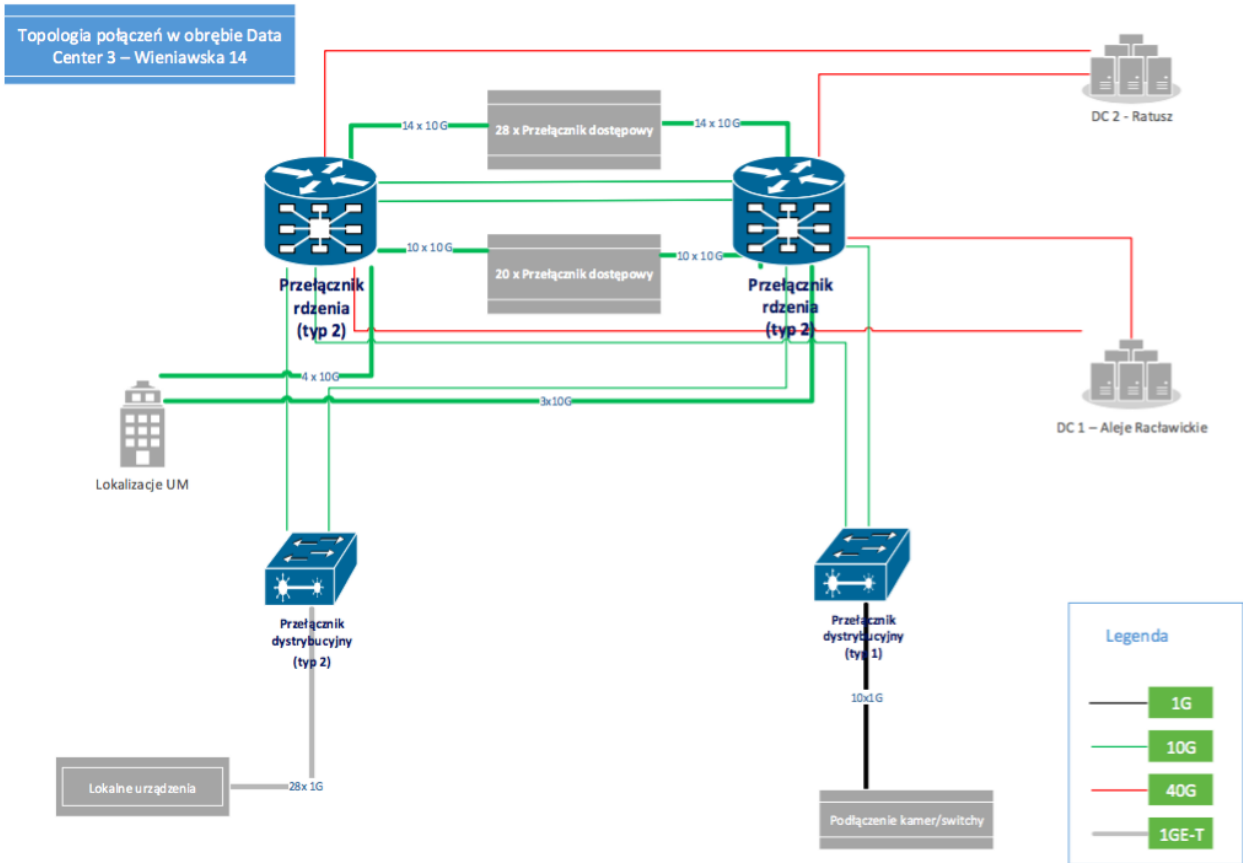 Topologia połączeń w obrębie Data
Center 3 – Wieniawska 14
DC 2 - Ratusz
14 x 10G
28 x Przełącznik dostępowy
14 x 10G
10 x 10G
20 x Przełącznik dostępowy
10 x 10G
Przełącznik
rdzenia
(typ 2)
Przełącznik
rdzenia
(typ 2)
4 x 10G
3x10G
Lokalizacje UM
DC 1 – Aleje Racławickie
Przełącznik
dystrybucyjny
(typ 2)
Przełącznik
dystrybucyjny
(typ 1)
10x1G
Lokalne urządzenia
28x 1G
Podłączenie kamer/switchy
Legenda
1G
10G
40G
1GE-T